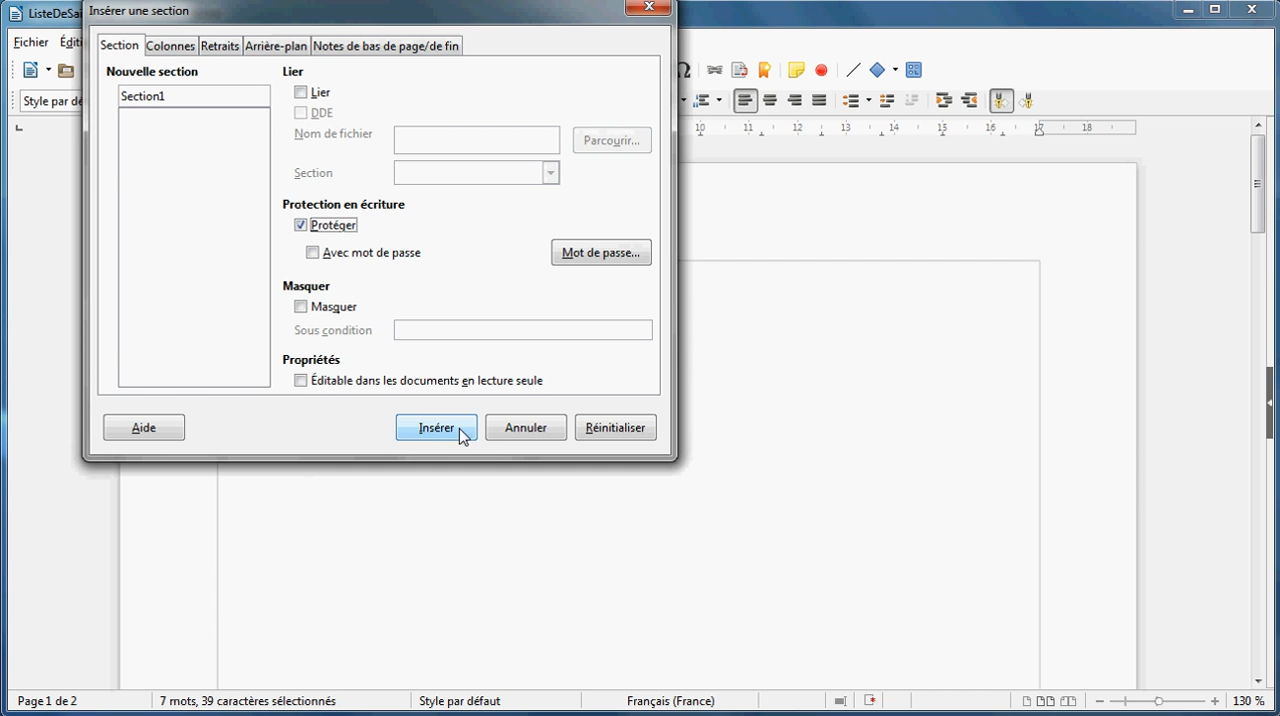 ListeDeSai
Insérer une section
Fichier Éditi
Style par dé
Section Colonnes Retraits Arrière-plan Notes de bas de page/de fin
Nouvelle section
Section1
Lier
Lier
DDE
Nom de fichier
Parcourir...
Section
Protection en écriture
Protéger
Avec mot de passe
Mot de passe...
Masquer
Masquer
Sous condition
Propriétés
Éditable dans les documents en lecture seule
Aide Insérer Annuler Réinitialiser
10 11 12 13 14 15 16 17 18
Page 1 de 2 7 mots, 39 caractères sélectionnés Style par défaut Français (France) 130 %